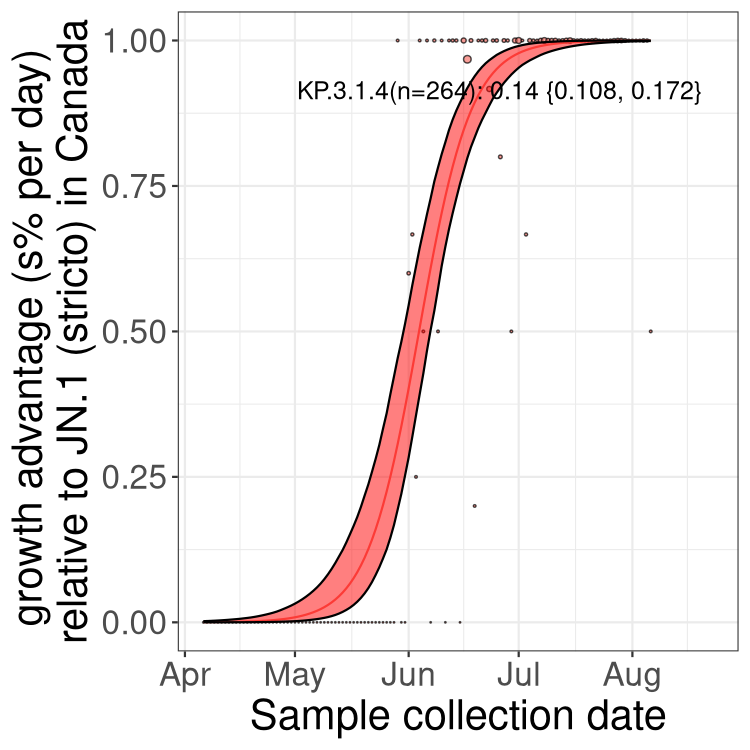 growth advantage (s% per day)
relative to JN.1 (stricto) in Canada
1.00
0.75
0.50
0.25
0.00
KP.3.1.4(n=264): 0.14 {0.108, 0.172}
Apr May Jun Jul Aug
Sample collection date